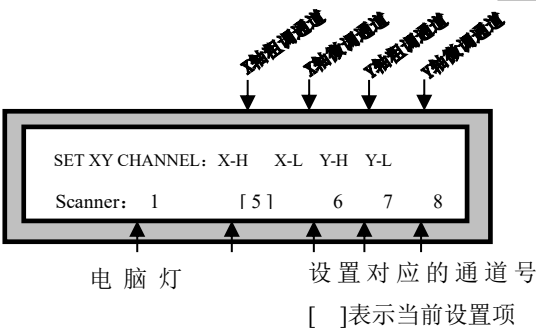 X轴粗调通道
X轴微调通道
Y轴粗调通道
Y轴微调通道
SET XY CHANNEL: X-H X-L Y-H Y-L
Scanner: 1 [ 5 ] 6 7 8
电脑灯
设置对应的通道号
[ ]表示当前设置项